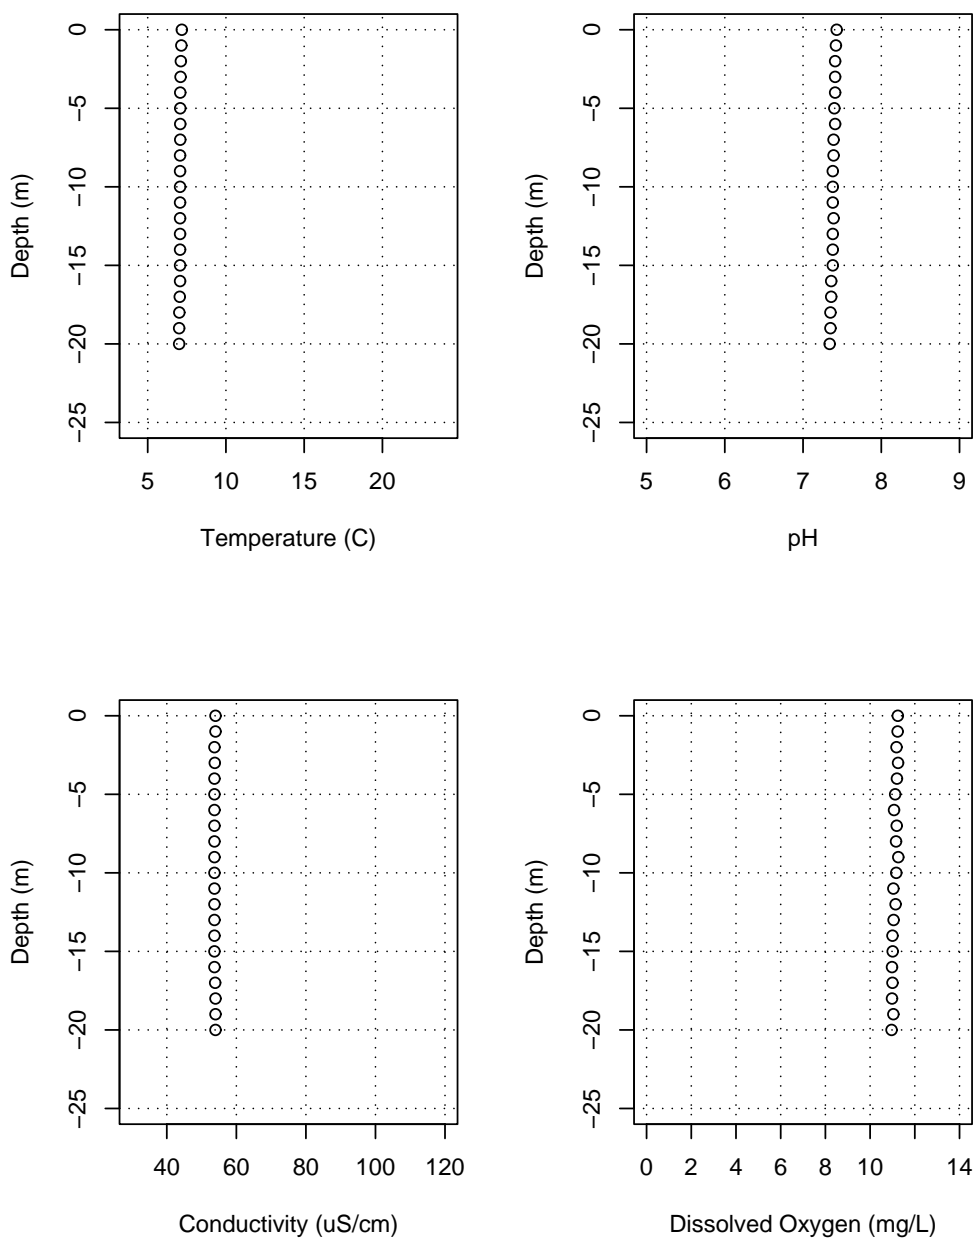 0
−5
−10
−15
−20
−25
Depth (m)
5 10 15 20
Temperature (C)
0
−5
−10
−15
−20
−25
Depth (m)
5 6 7 8 9
pH
0
−5
−10
−15
−20
−25
Depth (m)
40 60 80 100 120
Conductivity (uS/cm)
0
−5
−10
−15
−20
−25
Depth (m)
0 2 4 6 8 10 14
Dissolved Oxygen (mg/L)